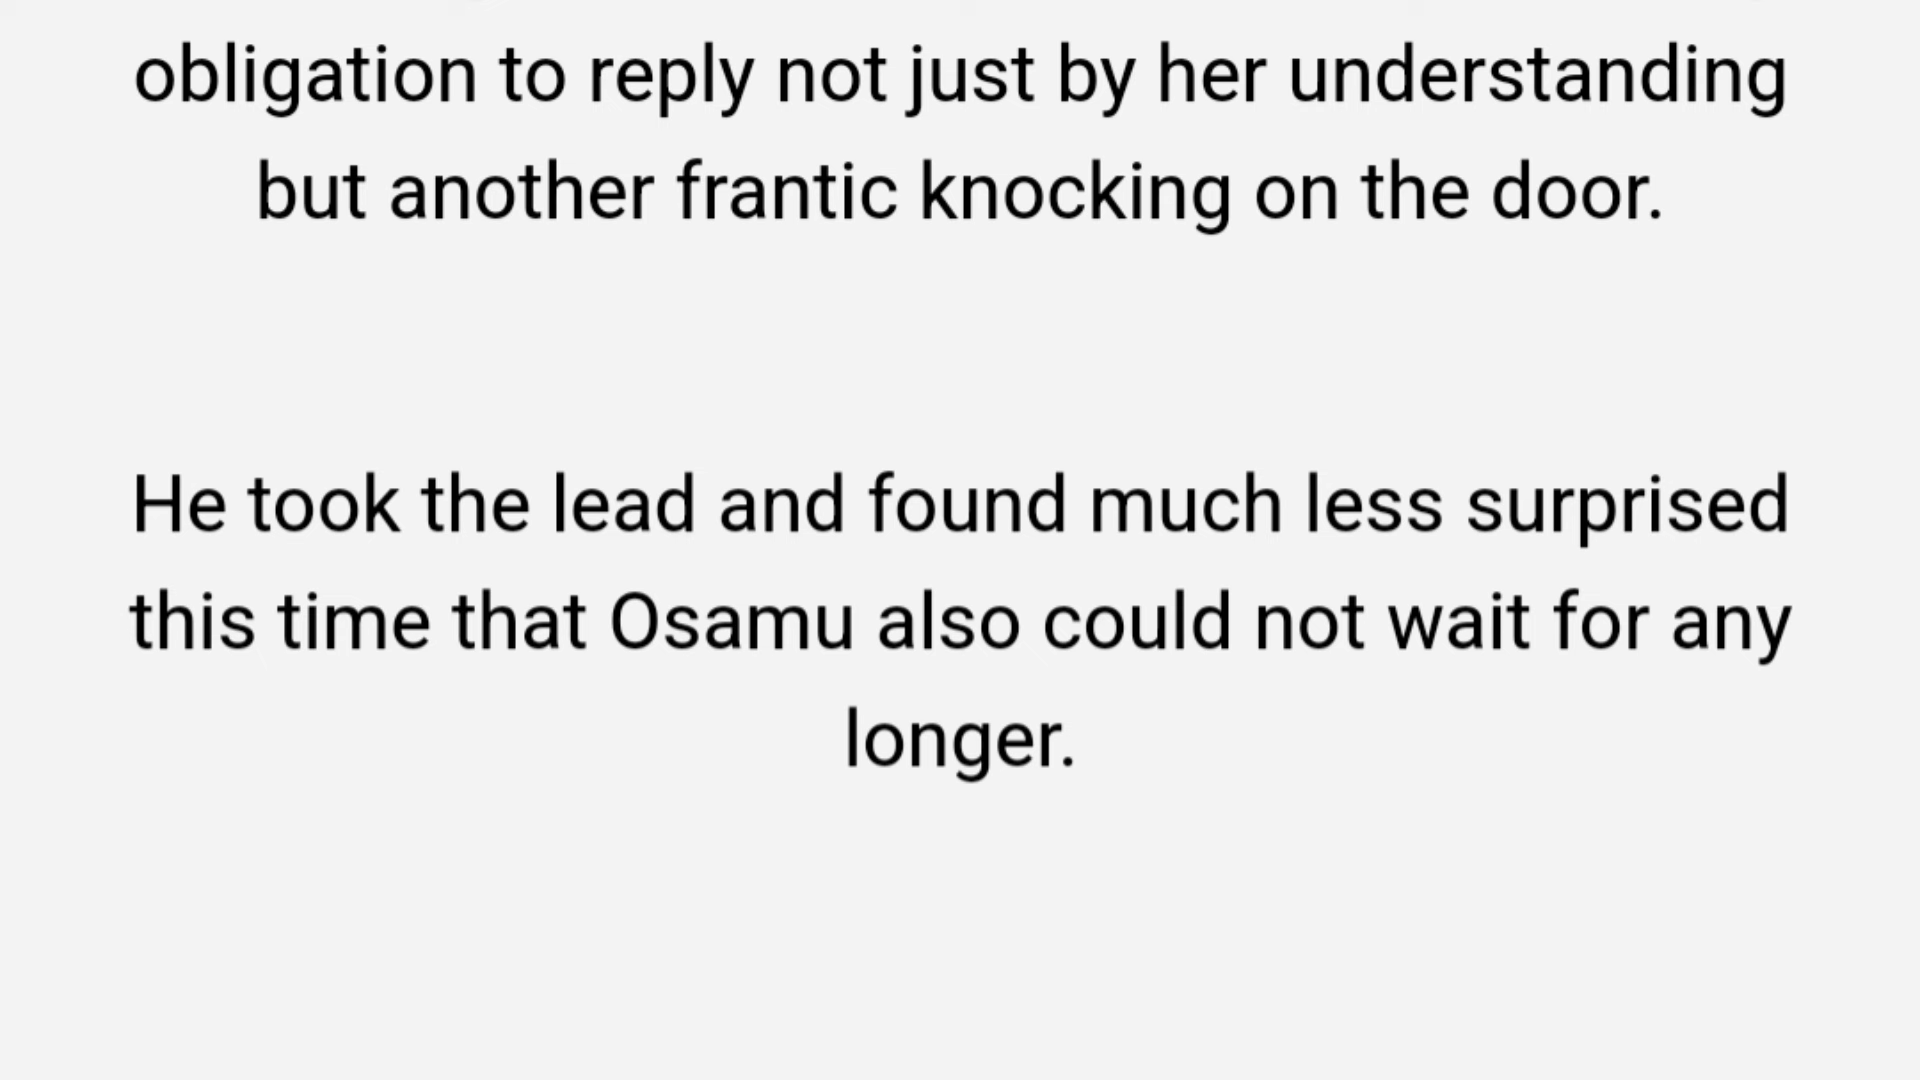 obligation to reply not just by her understanding
but another frantic knocking on the door.
He took the lead and found much less surprised
this time that Osamu also could not wait for any
longer.